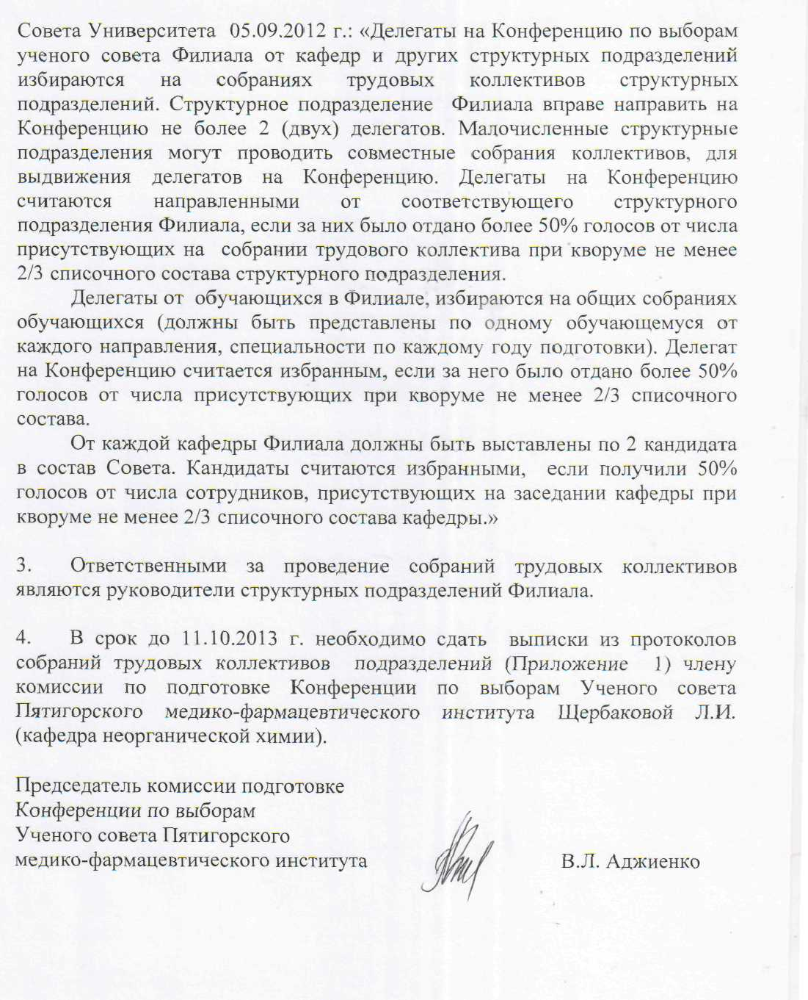 Совета Университета 05.09.2012 г.: «Делегаты на Конференцию по выборам
ученого совета Филиала от кафедр и других структурных подразделений
избираются на собраниях трудовых коллективов структурных
подразделений. Структурное подразделение Филиала вправе направить на
Конференцию не более 2 (двух) делегатов. Малочисленные структурные
подразделения могут проводить совместные собрания коллективов, для
выдвижения делегатов на Конференцию. Делегаты на Конференцию
считаются направленными от соответствующего структурного
подразделения Филиала, если за них было отдано более 50% голосов от числа
присутствующих на собрании трудового коллектива при кворуме не менее
2/3 списочного состава структурного подразделения.
Делегаты от обучающихся в Филиале, избираются на общих собраниях
обучающихся (должны быть представлены по одному обучающемуся от
каждого направления, специальности по каждому году подготовки). Делегат
на Конференцию считается избранным, если за него было отдано более 50%
голосов от числа присутствующих при кворуме не менее 2/3 списочного
состава.
От каждой кафедры Филиала должны быть выставлены по 2 кандидата
в состав Совета. Кандидаты считаются избранными, если получили 50%
голосов от числа сотрудников, присутствующих на заседании кафедры при
кворуме не менее 2/3 списочного состава кафедры.»
3. Ответственными за проведение собраний трудовых коллективов
являются руководители структурных подразделений Филиала.
4. В срок до 11.10.2013 г. необходимо сдать выписки из протоколов
собраний трудовых коллективов подразделений (Приложение 1) члену
комиссии по подготовке Конференции по выборам Ученого совета
Пятигорского медико-фармацевтического института Щербаковой Л.И.
(кафедра неорганической химии).
Председатель комиссии подготовке
Конференции по выборам
Ученого совета Пятигорского
медико-фармацевтического института В.Л. Аджиенко